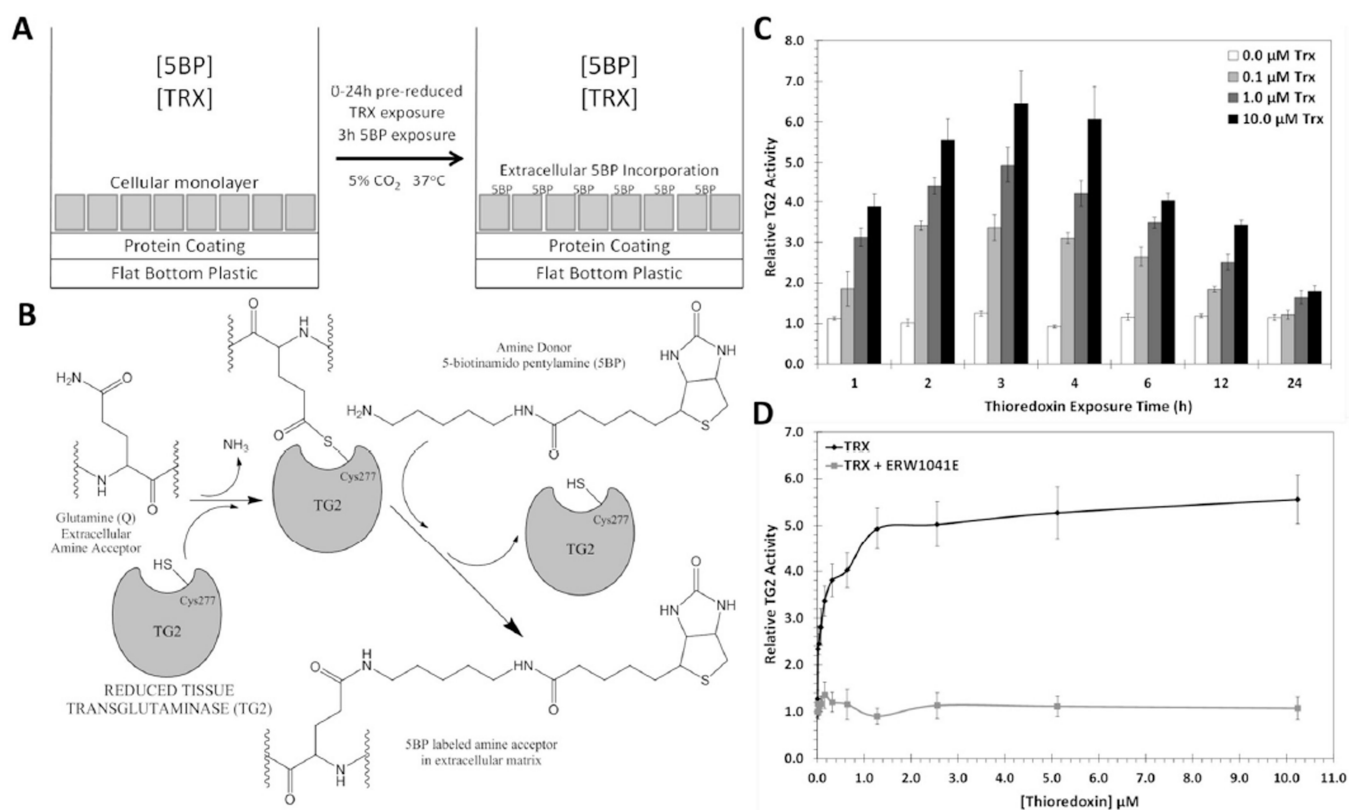 A
[5BP]
[TRX]
Cellular monolayer
Protein Coating
Flat Bottom Plastic
0-24h pre-reduced
TRX exposure
3h 5BP exposure
5% CO2 37°C
[5BP]
[TRX]
Extracellular 5BP Incorporation
5BP 5BP 5BP 5BP 5BP 5BP
Protein Coating
Flat Bottom Plastic
B
H2N
O
N
H
O
Glutamine (Q)
Extracellular
Amine Acceptor
NH3
HS
Cys277
TG2
REDUCED TISSUE
TRANSGLUTAMINASE (TG2)
O
H
N
O
S
Cys277
TG2
Amine Donor
5-biotinamido pentylamine (5BP)
H2N
NH
O
O
HN
NH
S
HS
Cys277
TG2
O
H
N
NH
O
O
HN
NH
S
O
N
H
5BP labeled amine acceptor
in extracellular matrix
C
Relative TG2 Activity
8.0
7.0
6.0
5.0
4.0
3.0
2.0
1.0
0.0
0.0 µM Trx
0.1 µM Trx
1.0 µM Trx
10.0 µM Trx
1 2 3 4 6 12 24
Thioredoxin Exposure Time (h)
D
Relative TG2 Activity
7.0
6.0
5.0
4.0
3.0
2.0
1.0
0.0
TRX
TRX + ERW1041E
0.0 1.0 2.0 3.0 4.0 5.0 6.0 7.0 8.0 9.0 10.0 11.0
[Thioredoxin] µM